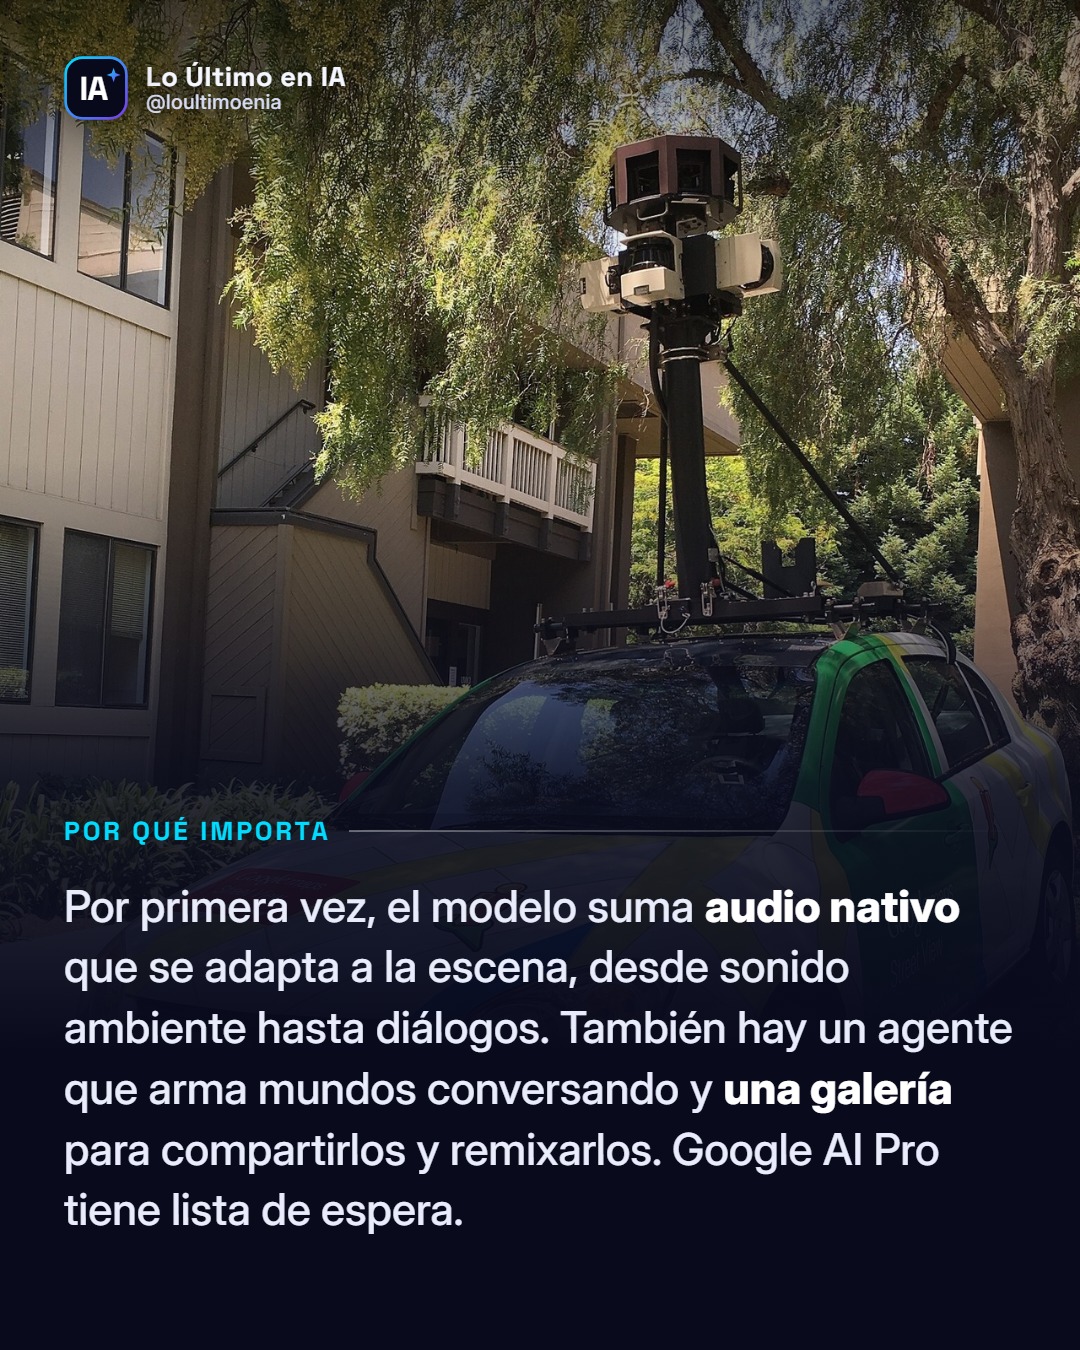 IA
Lo Último en IA
@loultimoenia
POR QUÉ IMPORTA
Por primera vez, el modelo suma audio nativo
que se adapta a la escena, desde sonido
ambiente hasta diálogos. También hay un agente
que arma mundos conversando y una galería
para compartirlos y remixarlos. Google AI Pro
tiene lista de espera.